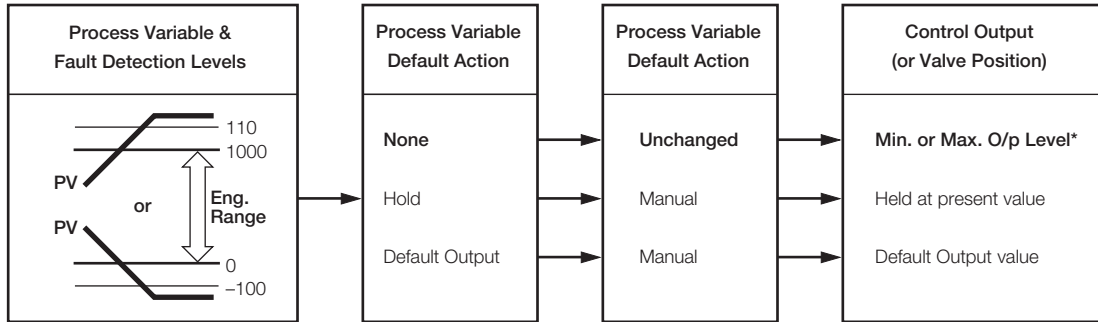 Process Variable &
Fault Detection Levels
110
1000
PV
or
Eng.
Range
PV
0
–100
Process Variable
Default Action
None
Hold
Default Output
Process Variable
Default Action
Unchanged
Manual
Manual
Control Output
(or Valve Position)
Min. or Max. O/p Level*
Held at present value
Default Output value